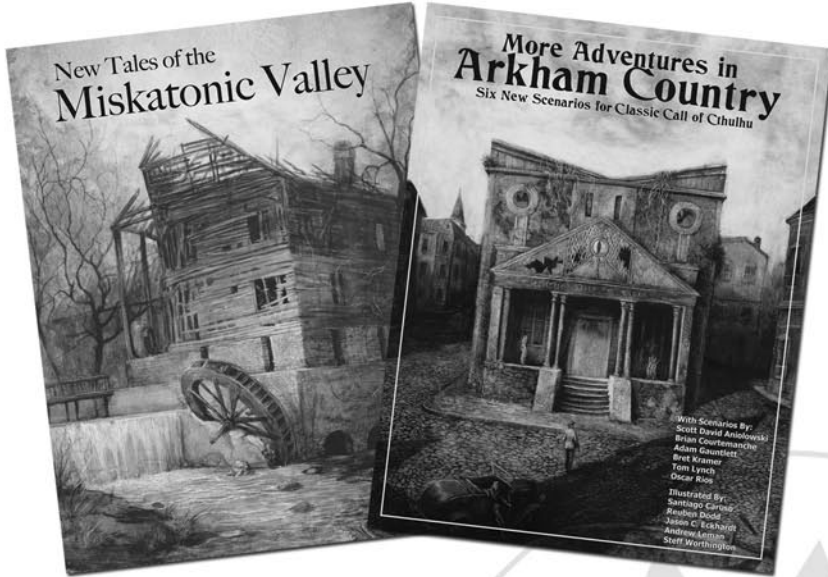 New Tales of the
Miskatonic Valley
More Adventures in
Arkham Country
Six New Scenarios for Classic Call of Cthulhu
With Scenarios By:
Scott David Aniolowski
Brian Courtemanche
Adam Gauntlett
Bret Kramer
Tom Lynch
Oscar Rios
Illustrated By:
Santiago Caruso
Reuben Dodd
Jason C. Eckhardt
Andrew Leman
Steff Worthington